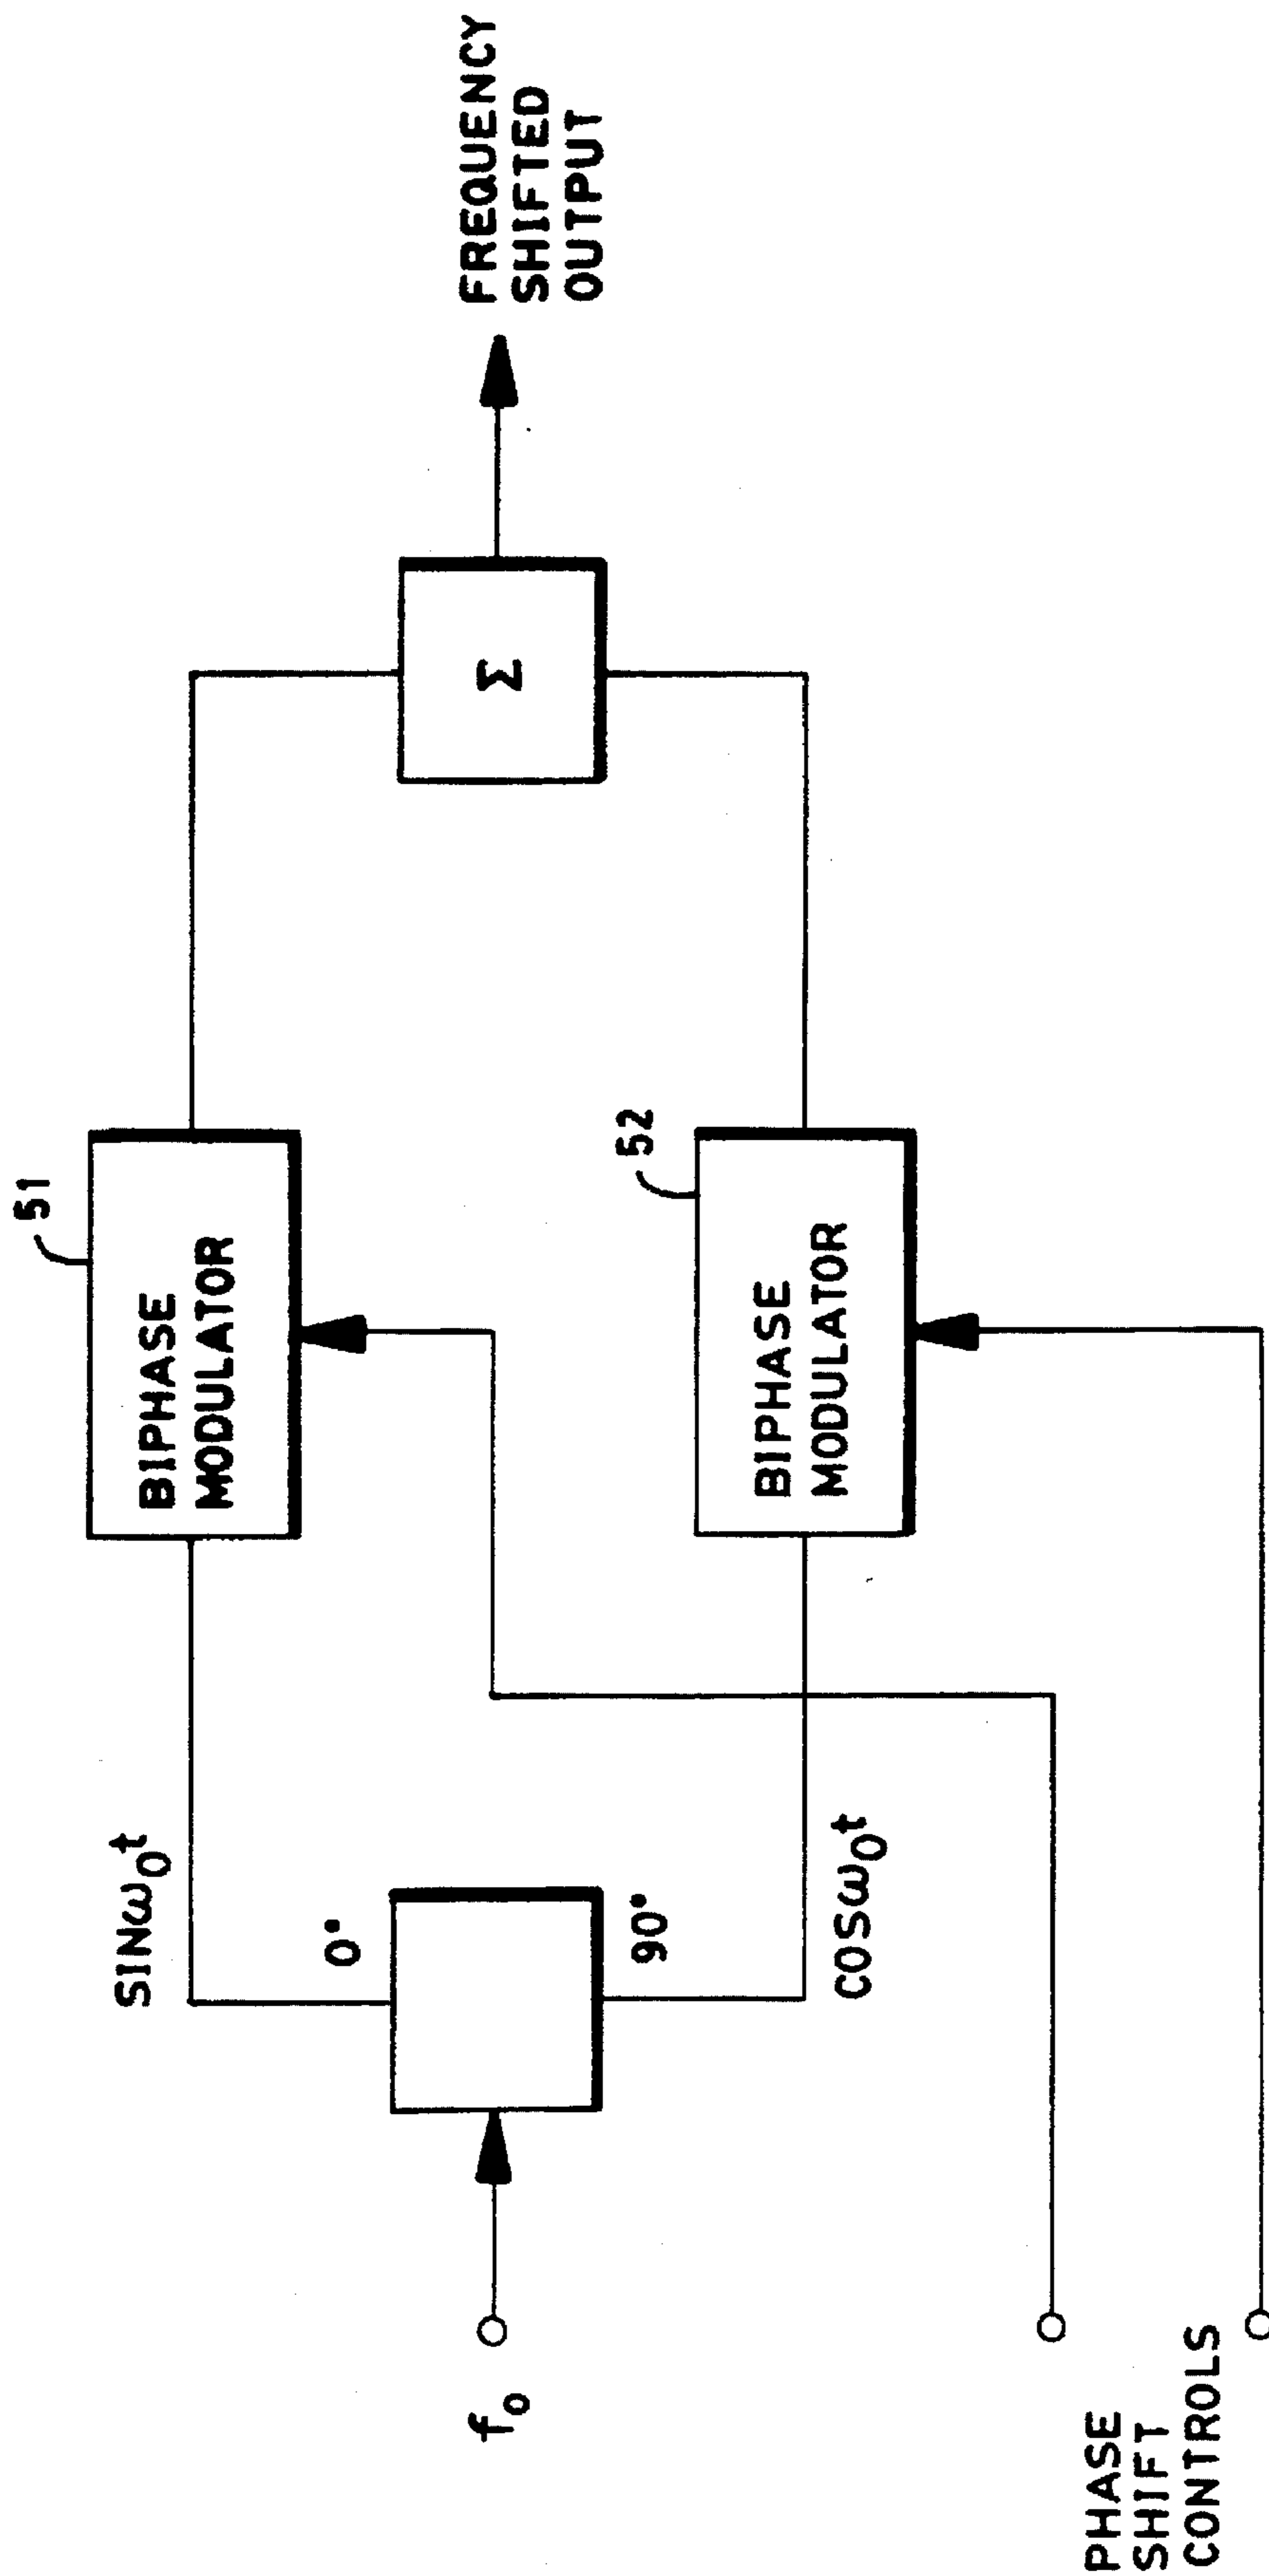 51
SINω₀t
BIPHASE
MODULATOR
0°
f₀
Σ
FREQUENCY
SHIFTED
OUTPUT
90°
52
COSω₀t
BIPHASE
MODULATOR
PHASE
SHIFT
CONTROLS